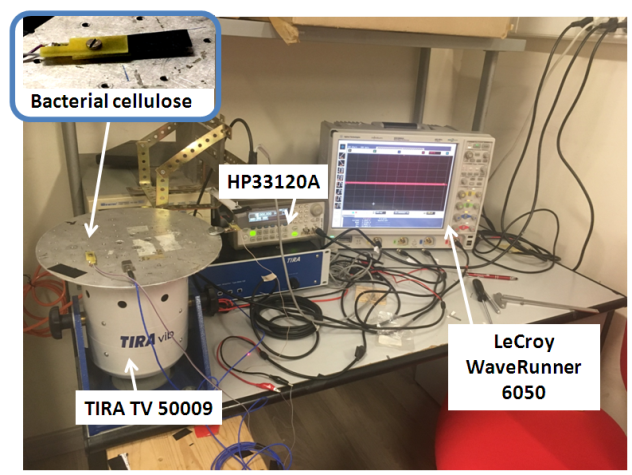 Bacterial cellulose
HP33120A
TIRA vib
TIRA
LeCroy
WaveRunner
6050
TIRA TV 50009